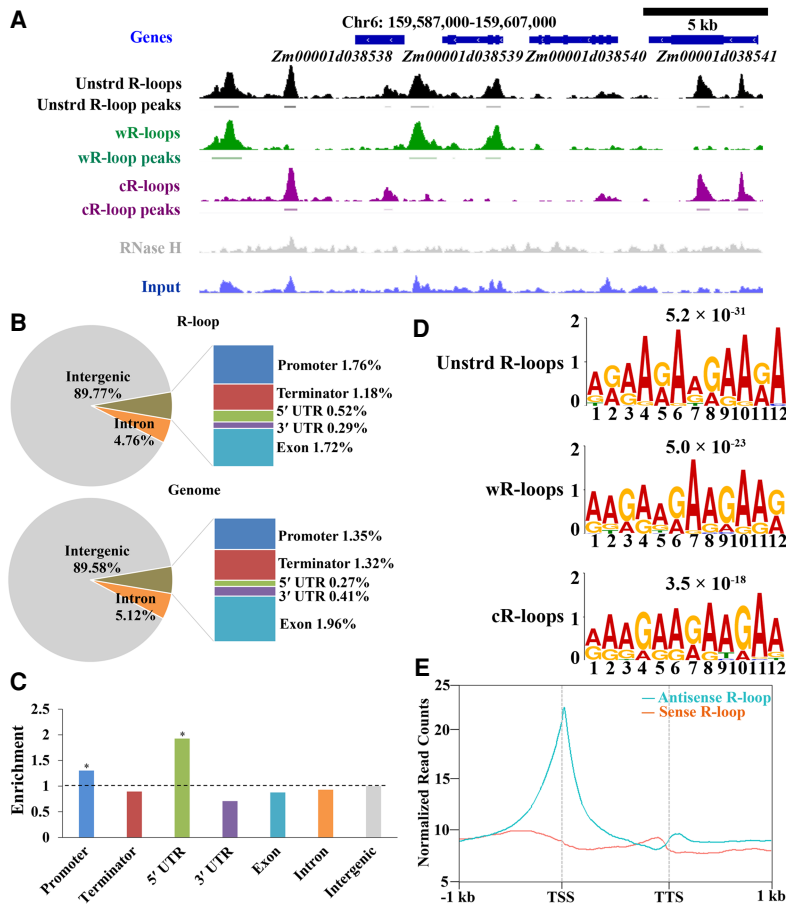 A
Chr6: 159,587,000-159,607,000
5 kb
Genes
Zm00001d038538 Zm00001d038539 Zm00001d038540 Zm00001d038541
Unstrd R-loops
Unstrd R-loop peaks
wR-loops
wR-loop peaks
cR-loops
cR-loop peaks
RNase H
Input
B
R-loop
Intergenic
89.77%
Intron
4.76%
Promoter 1.76%
Terminator 1.18%
5′ UTR 0.52%
3′ UTR 0.29%
Exon 1.72%
Genome
Intergenic
89.58%
Intron
5.12%
Promoter 1.35%
Terminator 1.32%
5′ UTR 0.27%
3′ UTR 0.41%
Exon 1.96%
C
Enrichment
2.5
2
1.5
1
0.5
0
*
*
Promoter
Terminator
5′ UTR
3′ UTR
Exon
Intron
Intergenic
D
5.2 × 10⁻³¹
Unstrd R-loops
2
1
0
1 2 3 4 5 6 7 8 9 10 11 12
5.0 × 10⁻²³
wR-loops
2
1
0
1 2 3 4 5 6 7 8 9 10 11 12
3.5 × 10⁻¹⁸
cR-loops
2
1
0
1 2 3 4 5 6 7 8 9 10 11 12
E
Normalized Read Counts
25
20
15
10
5
Antisense R-loop
Sense R-loop
-1 kb TSS TTS 1 kb